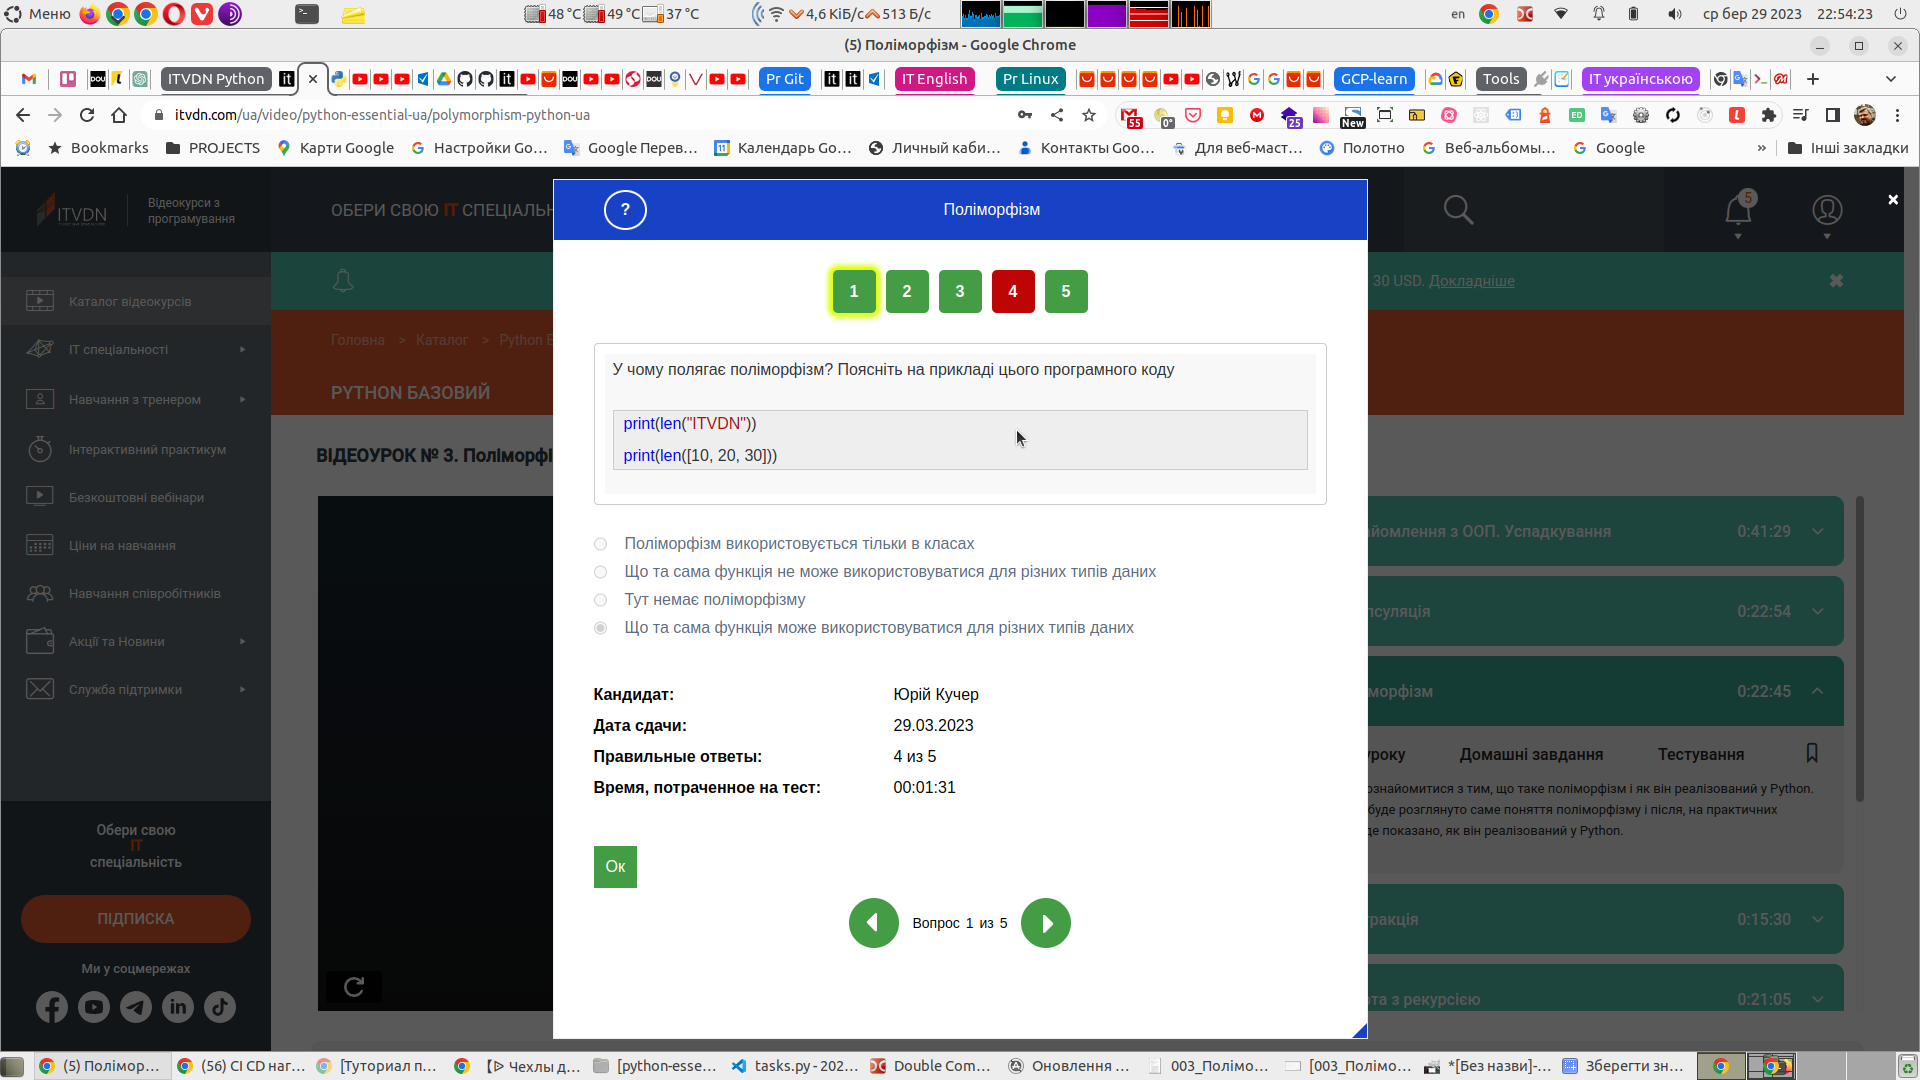 Меню
48 °C 49 °C 37 °C
4,6 KiБ/c 513 Б/c
en
ср бер 29 2023
22:54:23
(5) Поліморфізм - Google Chrome
ITVDN Python
Pr Git
IT English
Pr Linux
GCP-learn
Tools
IT українською
itvdn.com/ua/video/python-essential-ua/polymorphism-python-ua
55
0°
25
New
Bookmarks
PROJECTS
Карти Google
Настройки Go…
Google Перев…
Календарь Go…
Личный каби…
Контакты Goo…
Для веб-маст…
Полотно
Веб-альбомы…
Google
»
Інші закладки
ITVDN
Відеокурси з
програмування
ОБЕРИ СВОЮ IT СПЕЦІАЛЬН
5
?
Поліморфізм
30 USD. Докладніше
Каталог відеокурсів
IT спеціальності
Навчання з тренером
Інтерактивний практикум
Безкоштовні вебінари
Ціни на навчання
Навчання співробітників
Акції та Новини
Служба підтримки
Головна > Каталог > Python E
PYTHON БАЗОВИЙ
ВІДЕОУРОК № 3. Поліморфі
1 2 3 4 5
У чому полягає поліморфізм? Поясніть на прикладі цього програмного коду
print(len("ITVDN"))
print(len([10, 20, 30]))
Поліморфізм використовується тільки в класах
Що та сама функція не може використовуватися для різних типів даних
Тут немає поліморфізму
Що та сама функція може використовуватися для різних типів даних
Кандидат: Юрій Кучер
Дата сдачи: 29.03.2023
Правильные ответы: 4 из 5
Время, потраченное на тест: 00:01:31
Ок
Вопрос 1 из 5
йомлення з ООП. Успадкування 0:41:29
псуляція 0:22:54
морфізм 0:22:45
уроку Домашні завдання Тестування
ознайомитися з тим, що таке поліморфізм і як він реалізований у Python.
буде розглянуто саме поняття поліморфізму і після, на практичних
де показано, як він реалізований у Python.
ракція 0:15:30
ота з рекурсією 0:21:05
Обери свою
IT
спеціальність
ПІДПИСКА
Ми у соцмережах
(5) Полімор…
(56) CI CD наг…
[Туториал п…
Чехлы д…
[python-esse…
tasks.py - 202…
Double Com…
Оновлення …
003_Полімо…
[003_Полімо…
*[Без назви]-…
Зберегти зн…